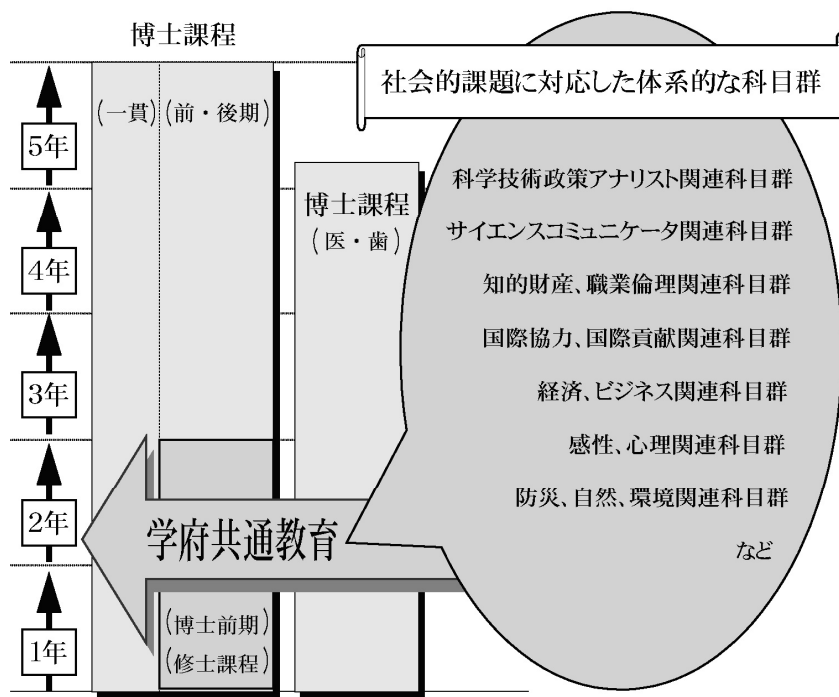 博士課程
(一貫)
(前・後期)
5年
4年
3年
2年
1年
博士課程
(医・歯)
学府共通教育
(博士前期)
(修士課程)
社会的課題に対応した体系的な科目群
科学技術政策アナリスト関連科目群
サイエンスコミュニケータ関連科目群
知的財産、職業倫理関連科目群
国際協力、国際貢献関連科目群
経済、ビジネス関連科目群
感性、心理関連科目群
防災、自然、環境関連科目群
など